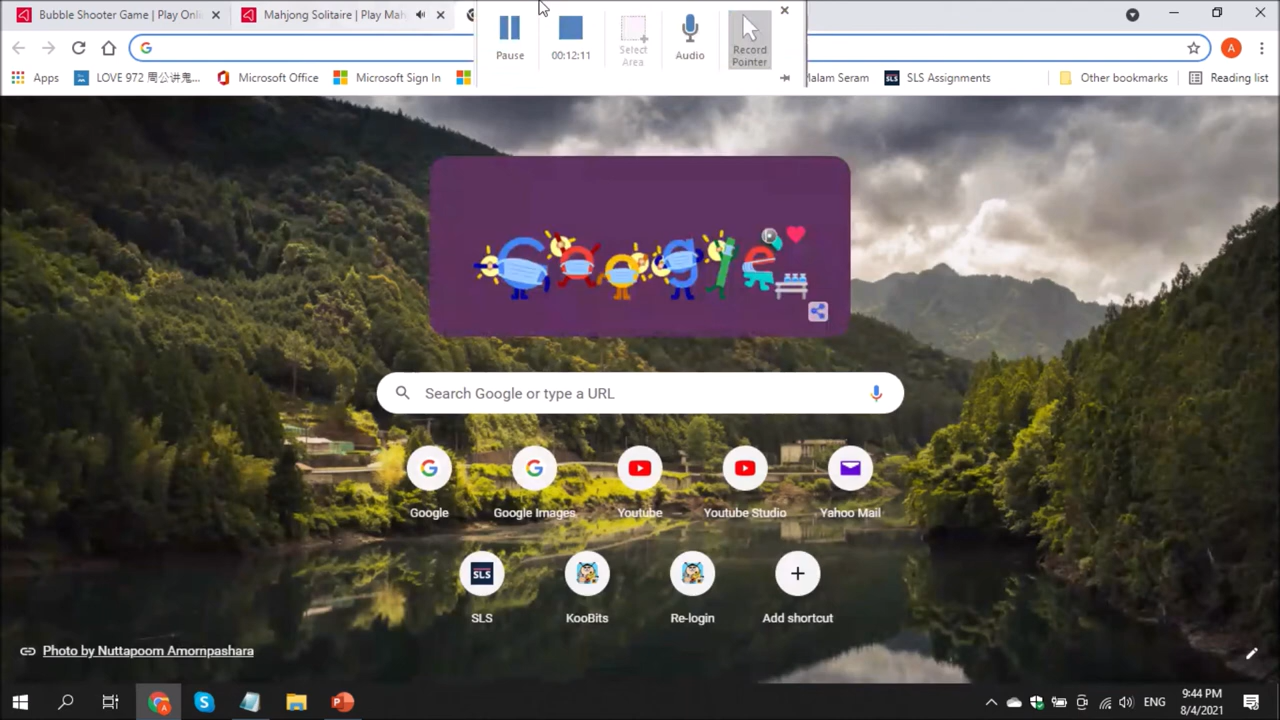 Bubble Shooter Game | Play Onli
Mahjong Solitaire | Play Mah
Pause
00:12:11
Select Area
Audio
Record Pointer
Apps
LOVE 972 周公讲鬼...
Microsoft Office
Microsoft Sign In
Malam Seram
SLS Assignments
Other bookmarks
Reading list
A
Google
Search Google or type a URL
Google
Google Images
Youtube
Youtube Studio
Yahoo Mail
SLS
SLS
KooBits
Re-login
Add shortcut
Photo by Nuttapoom Amornpashara
ENG
9:44 PM
8/4/2021